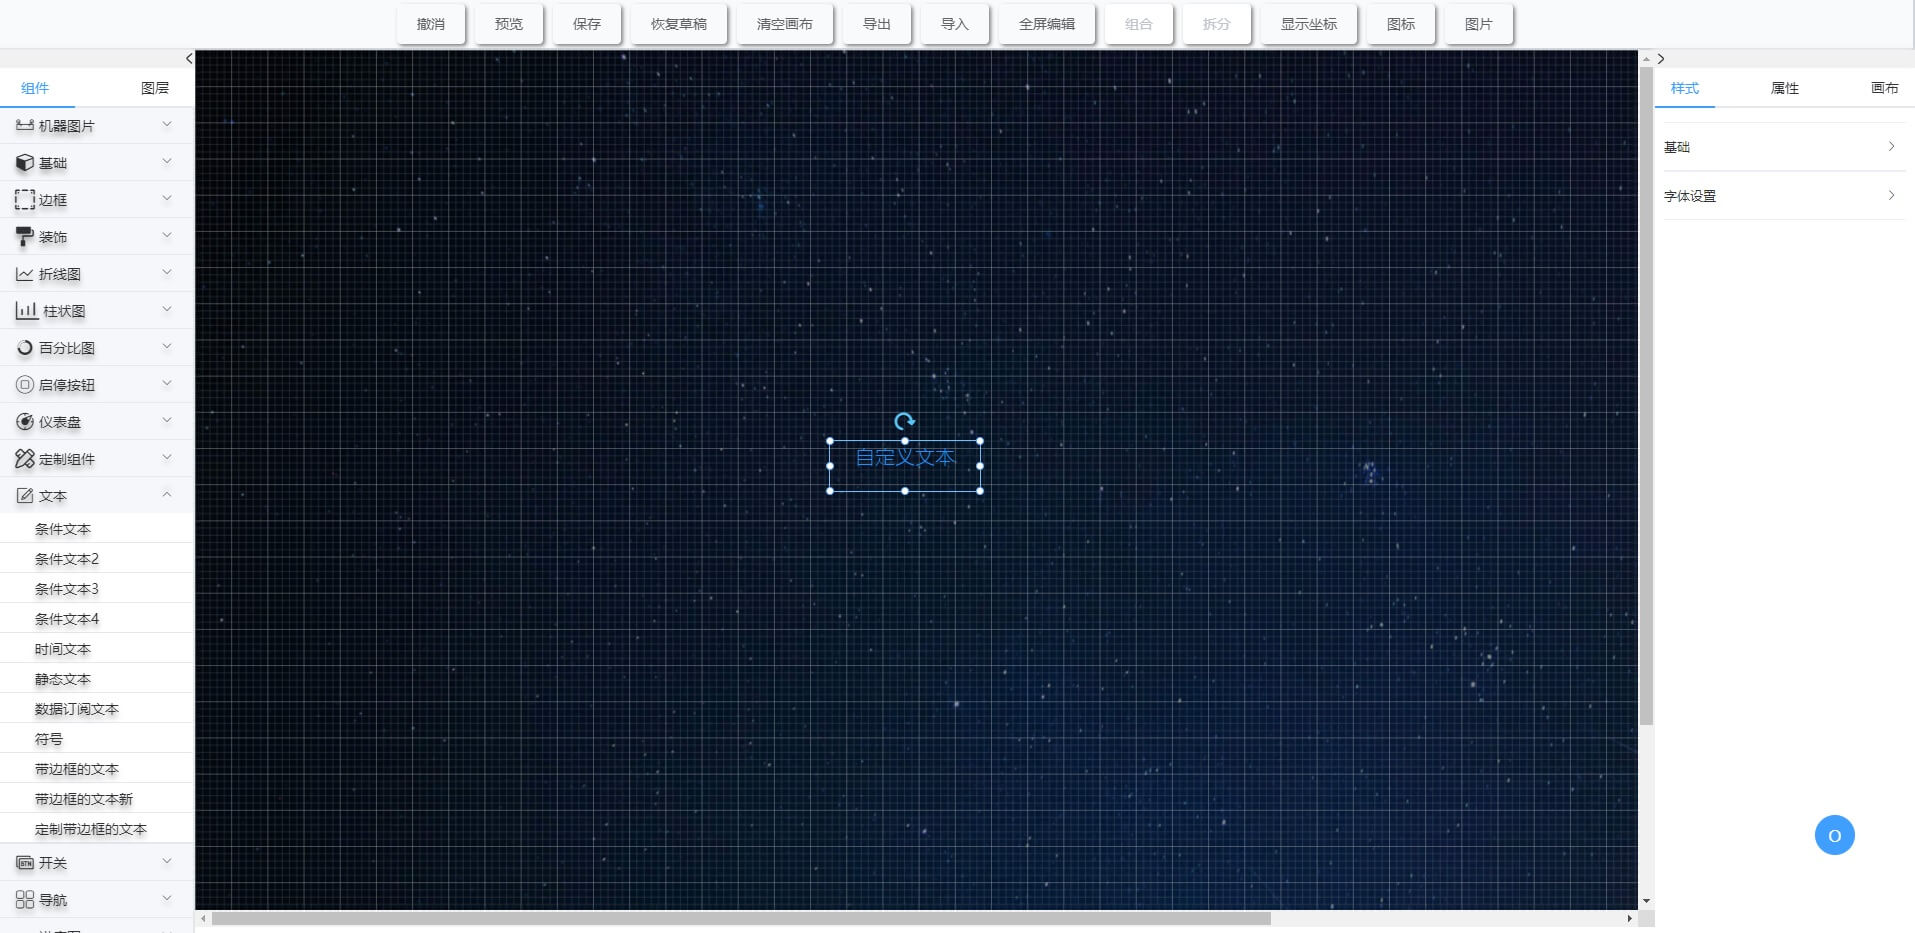 撤消 预览 保存 恢复草稿 清空画布 导出 导入 全屏编辑 组合 拆分 显示坐标 图标 图片
组件 图层
机器图片
基础
边框
装饰
折线图
柱状图
百分比图
启停按钮
仪表盘
定制组件
文本
条件文本
条件文本2
条件文本3
条件文本4
时间文本
静态文本
数据订阅文本
符号
带边框的文本
带边框的文本新
定制带边框的文本
开关
导航
自定义文本
样式 属性 画布
基础
字体设置
O